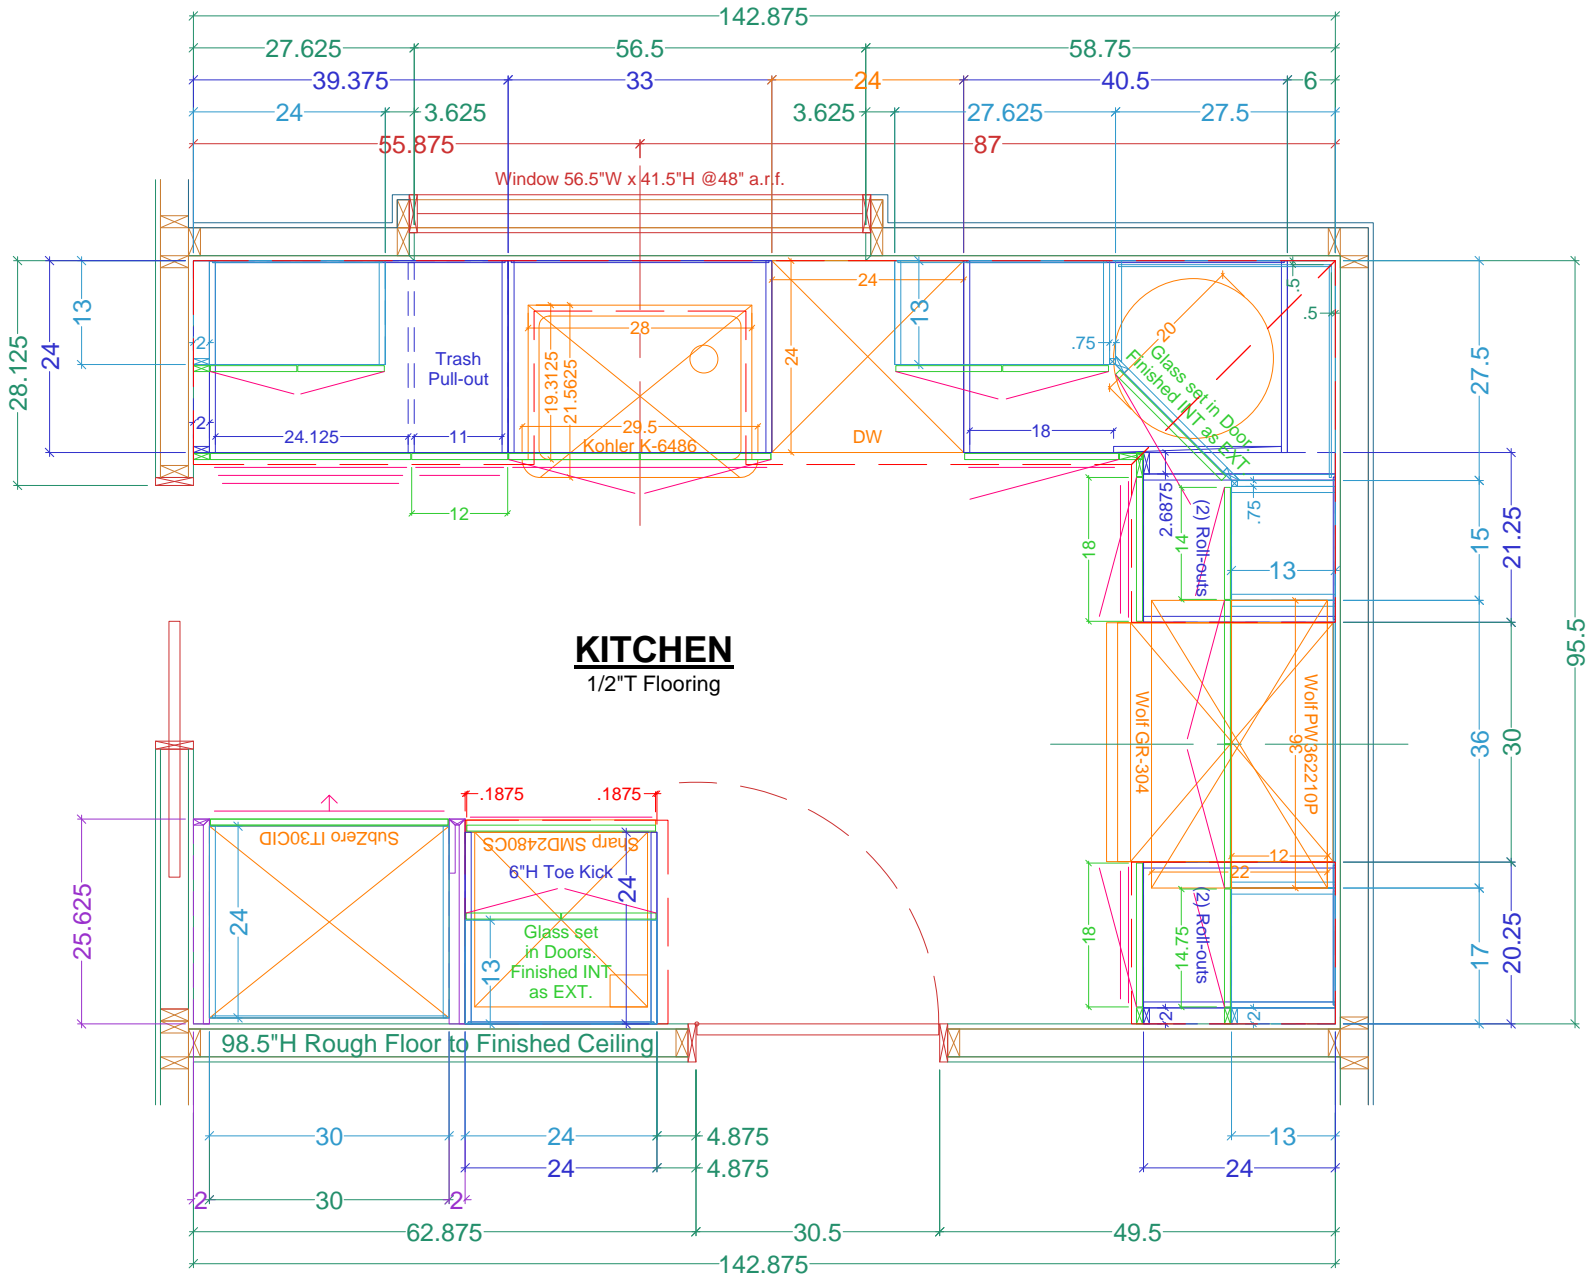 142.875
27.625 56.5 58.75
39.375 33 24 40.5 6
24 3.625 3.625 27.625 27.5
55.875 87
Window 56.5"W x 41.5"H @48" a.r.f.
28.125
24
13
2
2
24.125
11
12
Trash
Pull-out
28
19.3125
21.5625
29.5
Kohler K-6486
24
24
DW
13
18
.75
20
.5
.5
Glass set in Door.
Finished INT as EXT
2.6875
18
14
.75
(2) Roll-outs
13
27.5
15
21.25
36
30
95.5
17
20.25
KITCHEN
1/2"T Flooring
Wolf GR-304
Wolf PW362210P
36
12
22
18
14.75
(2) Roll-outs
2
2
.1875 .1875
SubZero IT30CID
Sharp SMD2480CS
6"H Toe Kick
24
24
13
Glass set
in Doors.
Finished INT
as EXT.
25.625
98.5"H Rough Floor to Finished Ceiling
30 24 4.875 13
24 4.875 24
2 30 2
62.875 30.5 49.5
142.875